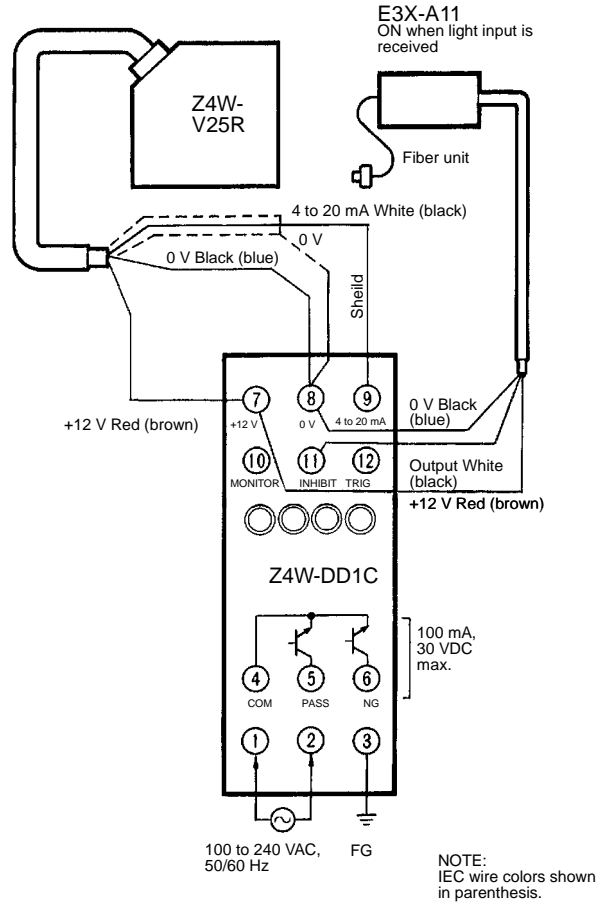 E3X-A11
ON when light input is
received
Z4W-
V25R
Fiber unit
4 to 20 mA White (black)
0 V
0 V Black (blue)
Sheild
7
8
9
+12 V
0 V
4 to 20 mA
+12 V Red (brown)
0 V Black
(blue)
10
11
12
MONITOR
INHIBIT
TRIG
Output White
(black)
+12 V Red (brown)
Z4W-DD1C
100 mA,
30 VDC
max.
4
5
6
COM
PASS
NG
1
2
3
100 to 240 VAC,
50/60 Hz
FG
NOTE:
IEC wire colors shown
in parenthesis.